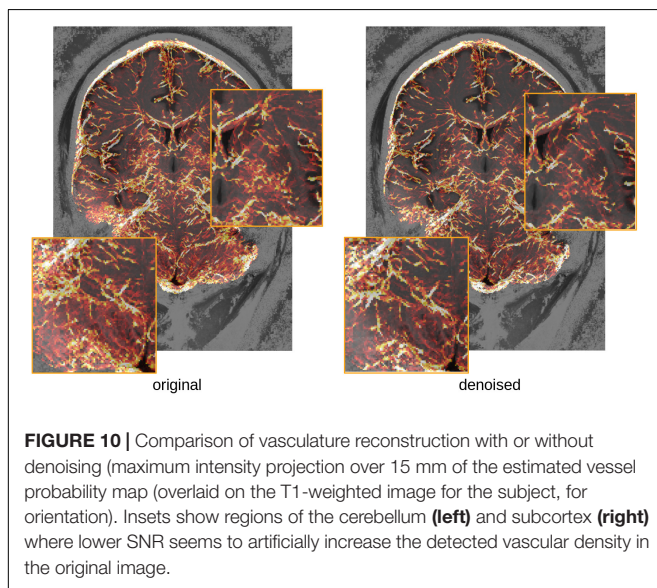 original
denoised
FIGURE 10 | Comparison of vasculature reconstruction with or without
denoising (maximum intensity projection over 15 mm of the estimated vessel
probability map (overlaid on the T1-weighted image for the subject, for
orientation). Insets show regions of the cerebellum (left) and subcortex (right)
where lower SNR seems to artificially increase the detected vascular density in
the original image.